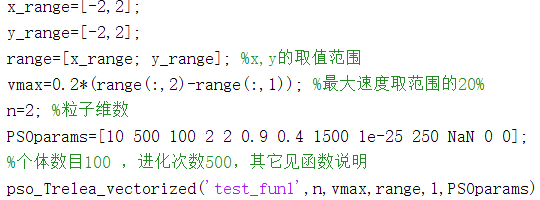 x_range=[-2,2];
y_range=[-2,2];
range=[x_range; y_range]; %x,y的取值范围
vmax=0.2*(range(:,2)-range(:,1)); %最大速度取范围的20%
n=2; %粒子维数
PSOparams=[10 500 100 2 2 0.9 0.4 1500 1e-25 250 NaN 0 0];
%个体数目100 ，进化次数500，其它见函数说明
pso_Trelea_vectorized('test_fun1',n,vmax,range,1,PSOparams)